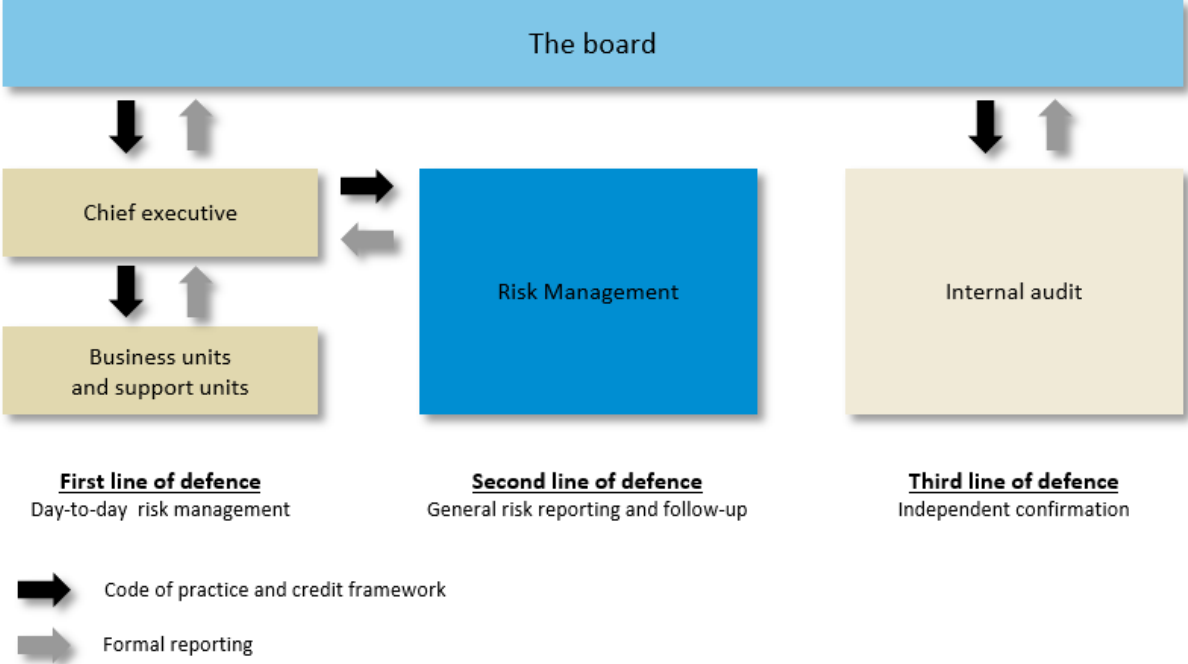 The board
Chief executive
Risk Management
Internal audit
Business units
and support units
First line of defence
Day-to-day risk management
Second line of defence
General risk reporting and follow-up
Third line of defence
Independent confirmation
Code of practice and credit framework
Formal reporting